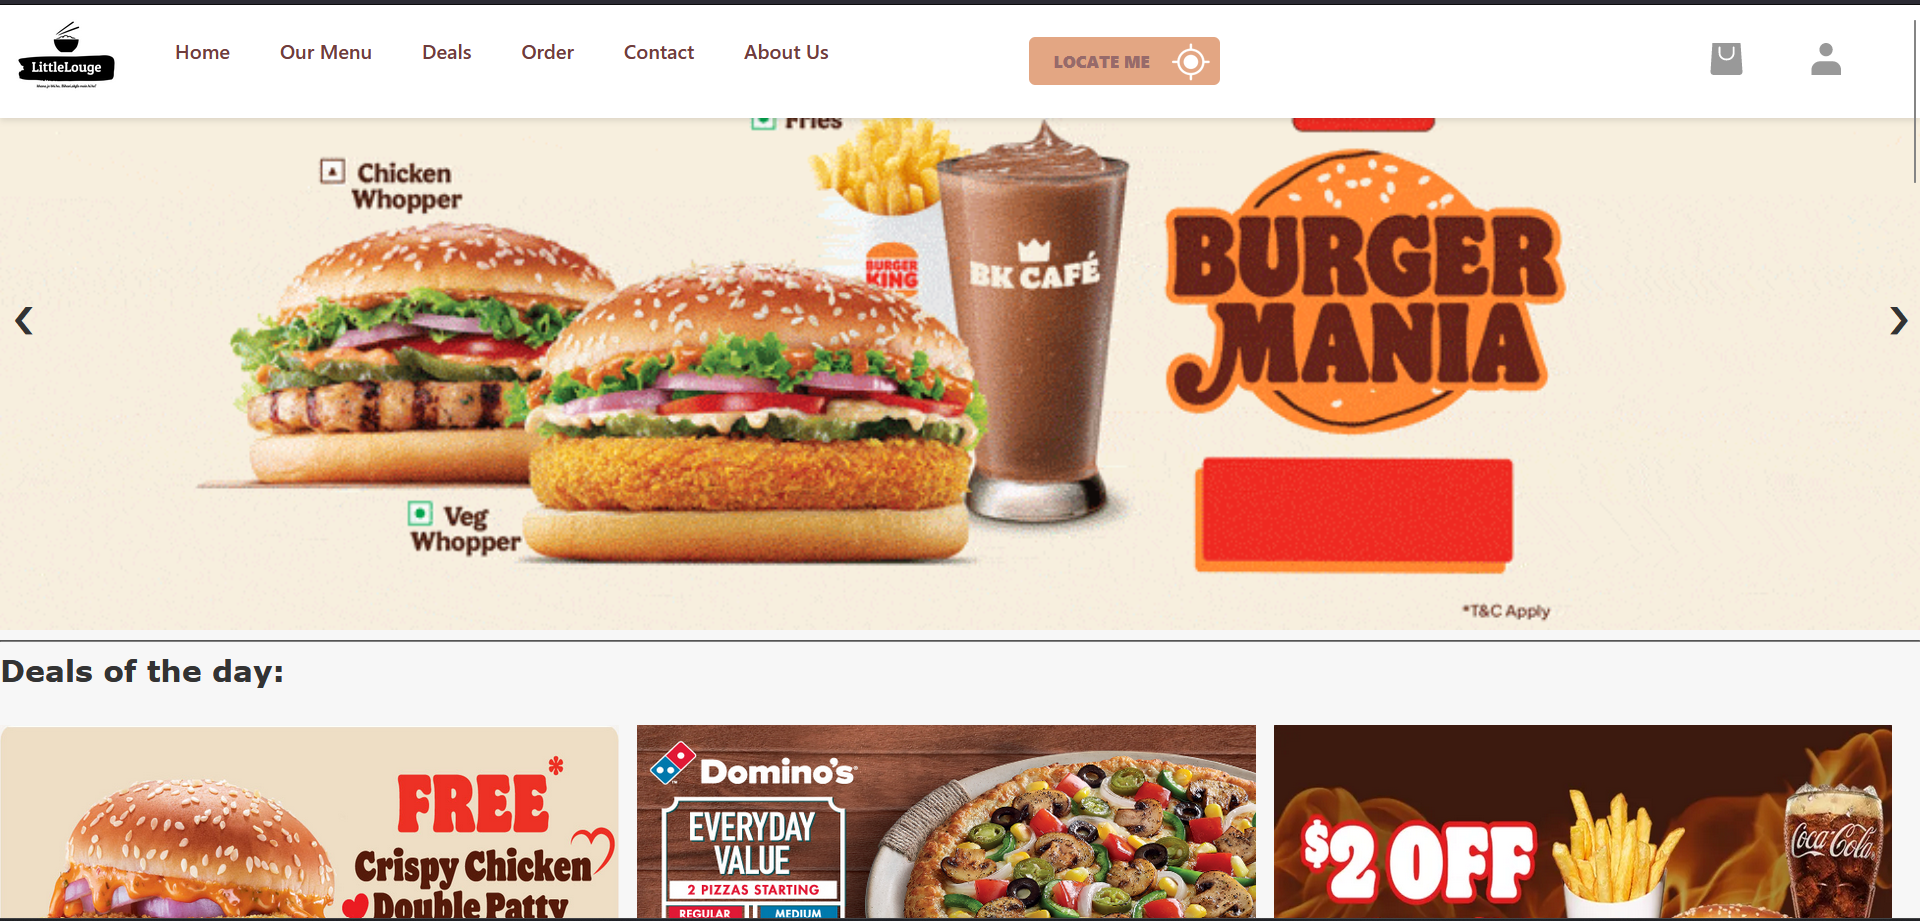 LittleLouge
Home
Our Menu
Deals
Order
Contact
About Us
LOCATE ME
Fries
Chicken
Whopper
BURGER
KING
BK CAFÉ
BURGER
MANIA
Veg
Whopper
*T&C Apply
Deals of the day:
FREE*
Crispy Chicken
Double Patty
Domino's
EVERYDAY
VALUE
2 PIZZAS STARTING
REGULAR
MEDIUM
$2 OFF
Coca-Cola